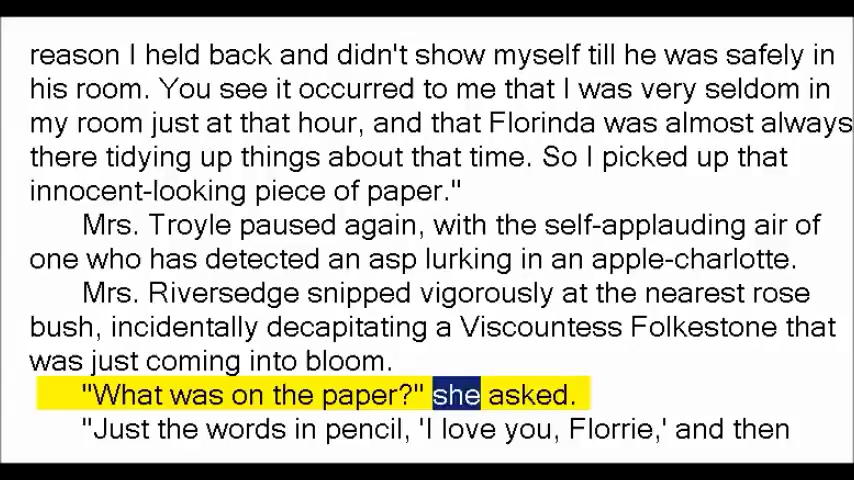 reason I held back and didn't show myself till he was safely in
his room. You see it occurred to me that I was very seldom in
my room just at that hour, and that Florinda was almost always
there tidying up things about that time. So I picked up that
innocent-looking piece of paper."
Mrs. Troyle paused again, with the self-applauding air of
one who has detected an asp lurking in an apple-charlotte.
Mrs. Riversedge snipped vigorously at the nearest rose
bush, incidentally decapitating a Viscountess Folkestone that
was just coming into bloom.
"What was on the paper?" she asked.
"Just the words in pencil, 'I love you, Florrie,' and then